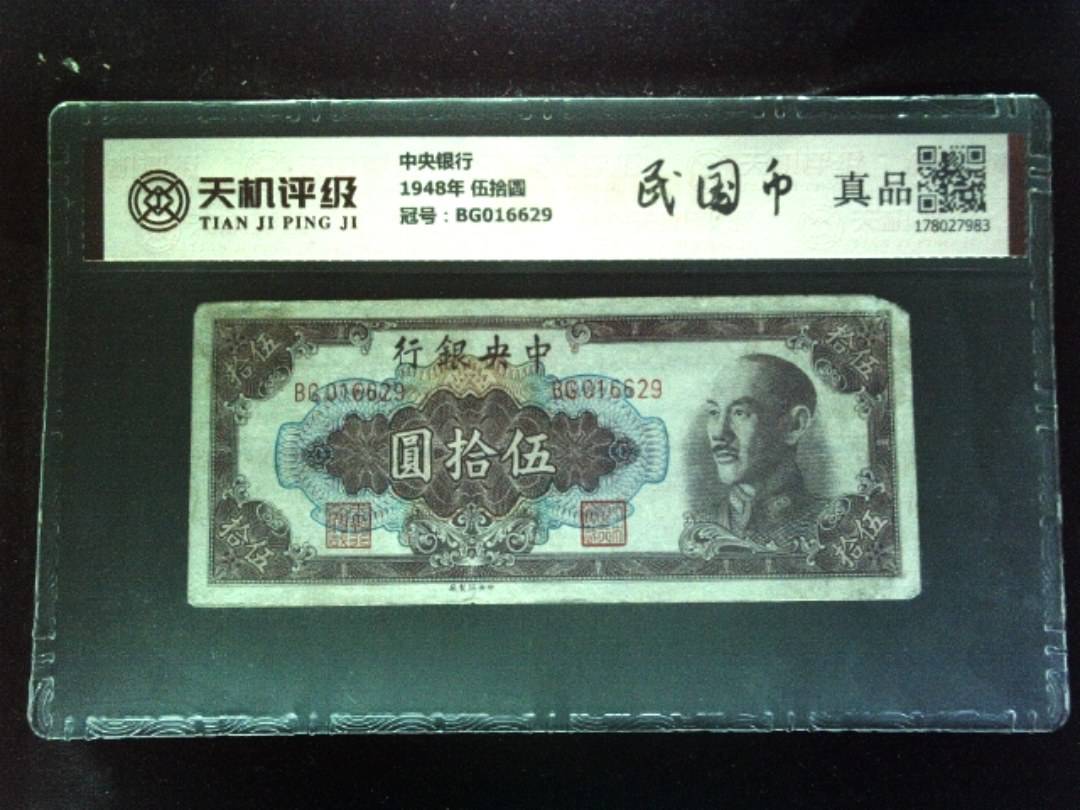 天机评级
TIAN JI PING JI
中央银行
1948年 伍拾圆
冠号：BG016629
民国币
真品
178027983
行銀央中
BG016629
BG016629
圓拾伍
拾伍
拾伍
拾伍
拾伍